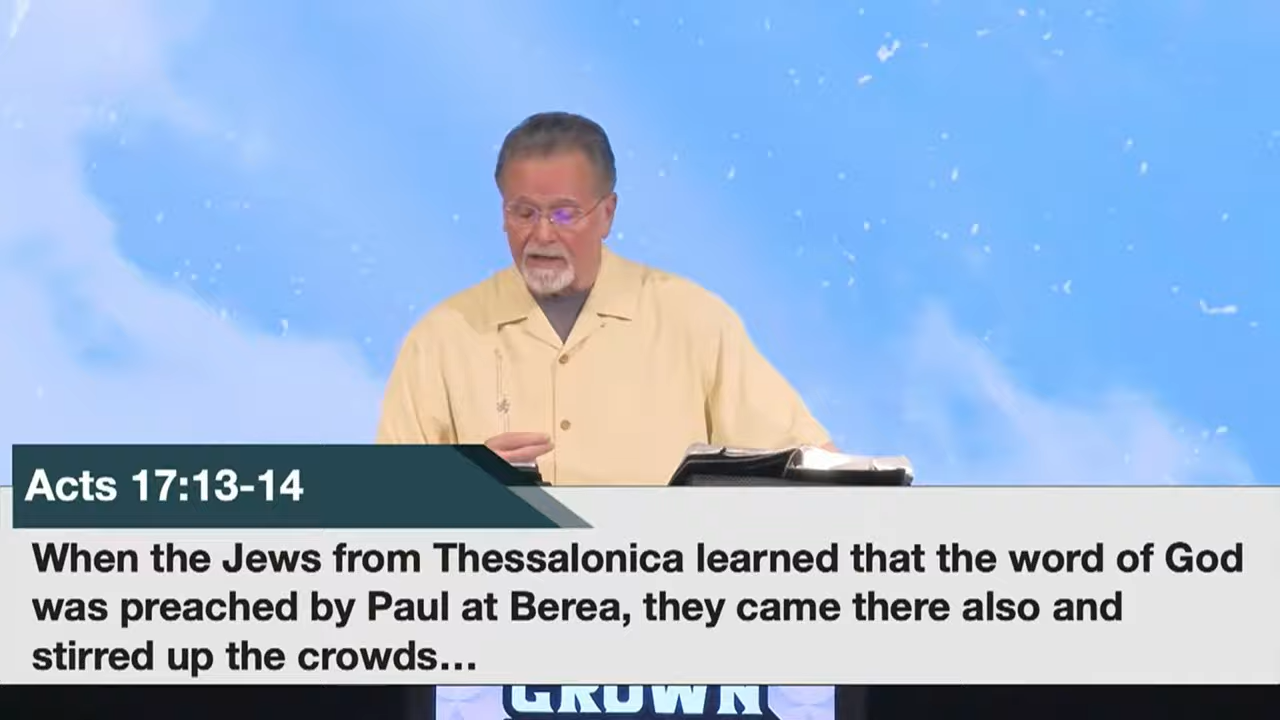 Acts 17:13-14
When the Jews from Thessalonica learned that the word of God
was preached by Paul at Berea, they came there also and
stirred up the crowds...
CROWN